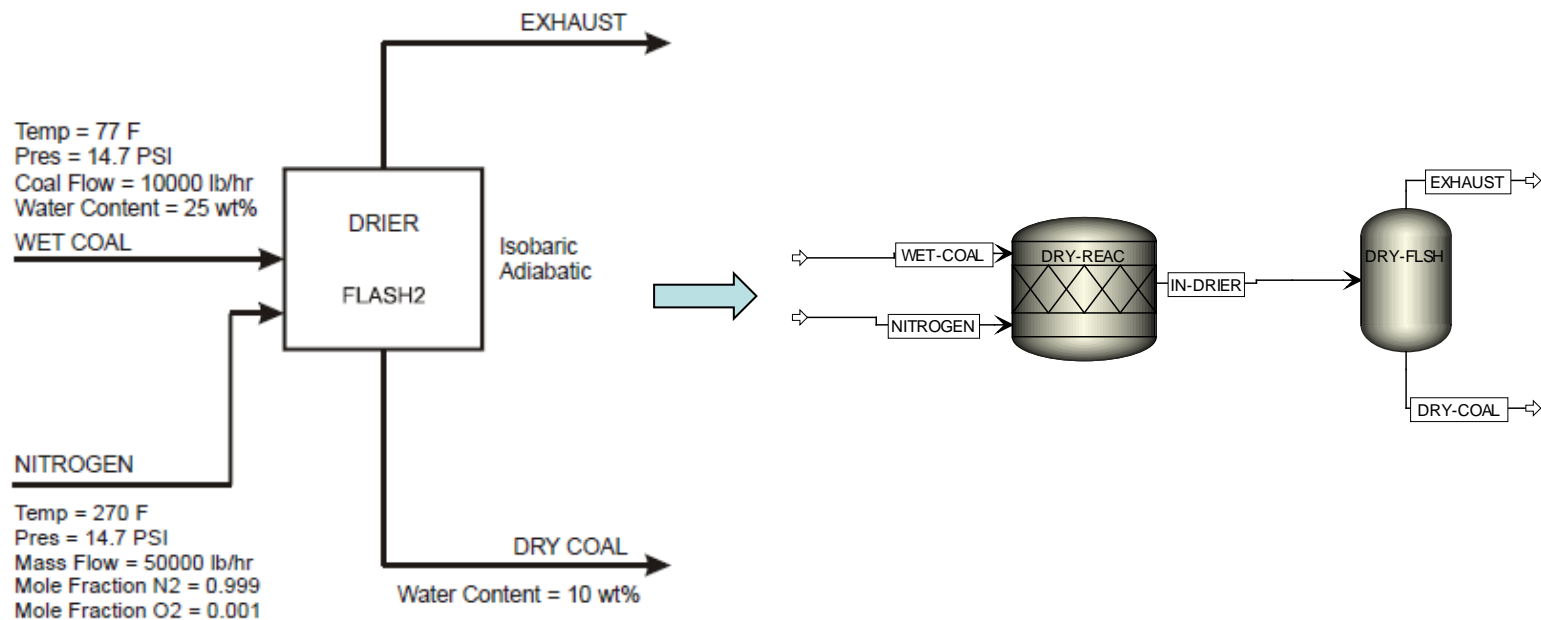 EXHAUST
Temp = 77 F
Pres = 14.7 PSI
Coal Flow = 10000 lb/hr
Water Content = 25 wt%
WET COAL
DRIER
FLASH2
Isobaric
Adiabatic
NITROGEN
Temp = 270 F
Pres = 14.7 PSI
Mass Flow = 50000 lb/hr
Mole Fraction N2 = 0.999
Mole Fraction O2 = 0.001
DRY COAL
Water Content = 10 wt%
WET-COAL
NITROGEN
DRY-REAC
IN-DRIER
EXHAUST
DRY-FLSH
DRY-COAL